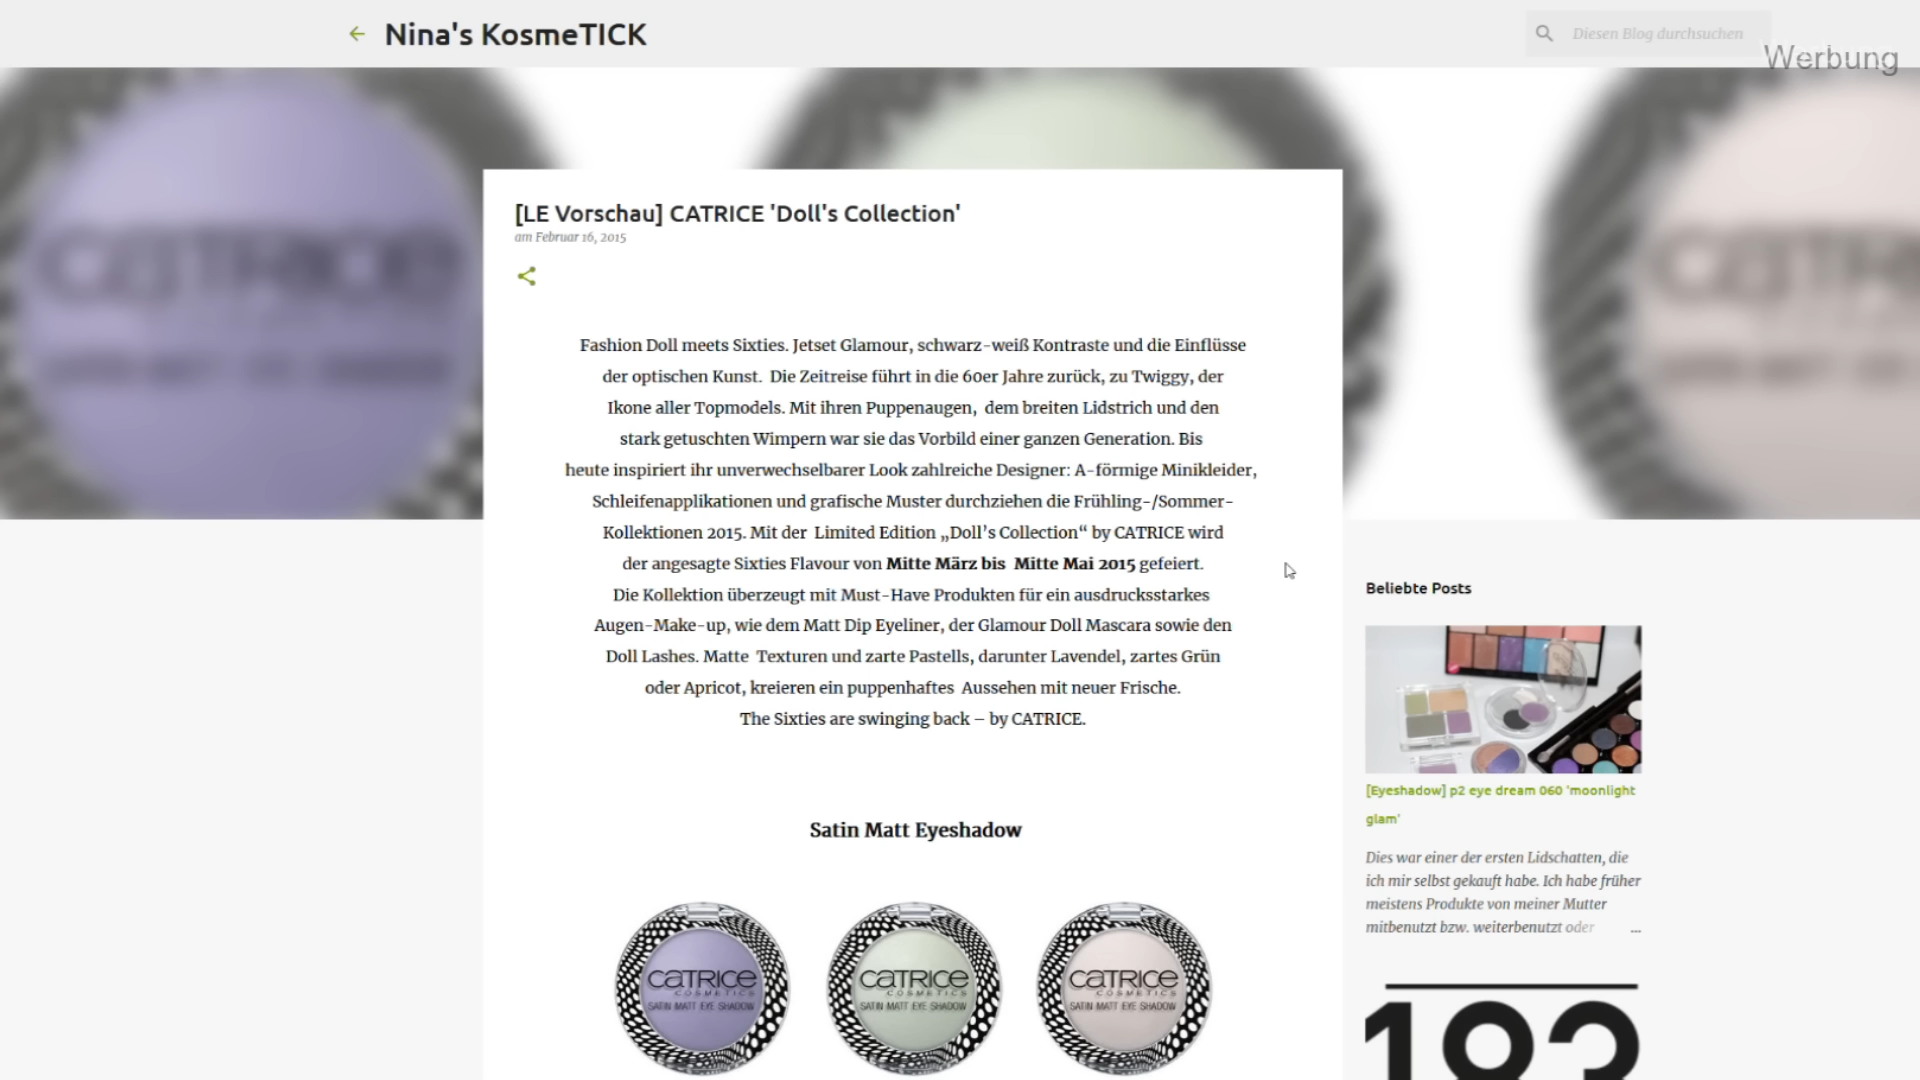 Nina's KosmeTICK
Diesen Blog durchsuchen
Werbung
[LE Vorschau] CATRICE 'Doll's Collection'
am Februar 16, 2015
Fashion Doll meets Sixties. Jetset Glamour, schwarz-weiß Kontraste und die Einflüsse
der optischen Kunst. Die Zeitreise führt in die 60er Jahre zurück, zu Twiggy, der
Ikone aller Topmodels. Mit ihren Puppenaugen, dem breiten Lidstrich und den
stark getuschten Wimpern war sie das Vorbild einer ganzen Generation. Bis
heute inspiriert ihr unverwechselbarer Look zahlreiche Designer: A-förmige Minikleider,
Schleifenapplikationen und grafische Muster durchziehen die Frühling-/Sommer-
Kollektionen 2015. Mit der Limited Edition „Doll's Collection“ by CATRICE wird
der angesagte Sixties Flavour von Mitte März bis Mitte Mai 2015 gefeiert.
Die Kollektion überzeugt mit Must-Have Produkten für ein ausdrucksstarkes
Augen-Make-up, wie dem Matt Dip Eyeliner, der Glamour Doll Mascara sowie den
Doll Lashes. Matte Texturen und zarte Pastells, darunter Lavendel, zartes Grün
oder Apricot, kreieren ein puppenhaftes Aussehen mit neuer Frische.
The Sixties are swinging back – by CATRICE.
Satin Matt Eyeshadow
CATRICE
COSMETICS
SATIN MATT EYE SHADOW
CATRICE
COSMETICS
SATIN MATT EYE SHADOW
CATRICE
COSMETICS
SATIN MATT EYE SHADOW
Beliebte Posts
[Eyeshadow] p2 eye dream 060 'moonlight
glam'
Dies war einer der ersten Lidschatten, die
ich mir selbst gekauft habe. Ich habe früher
meistens Produkte von meiner Mutter
mitbenutzt bzw. weiterbenutzt oder ...